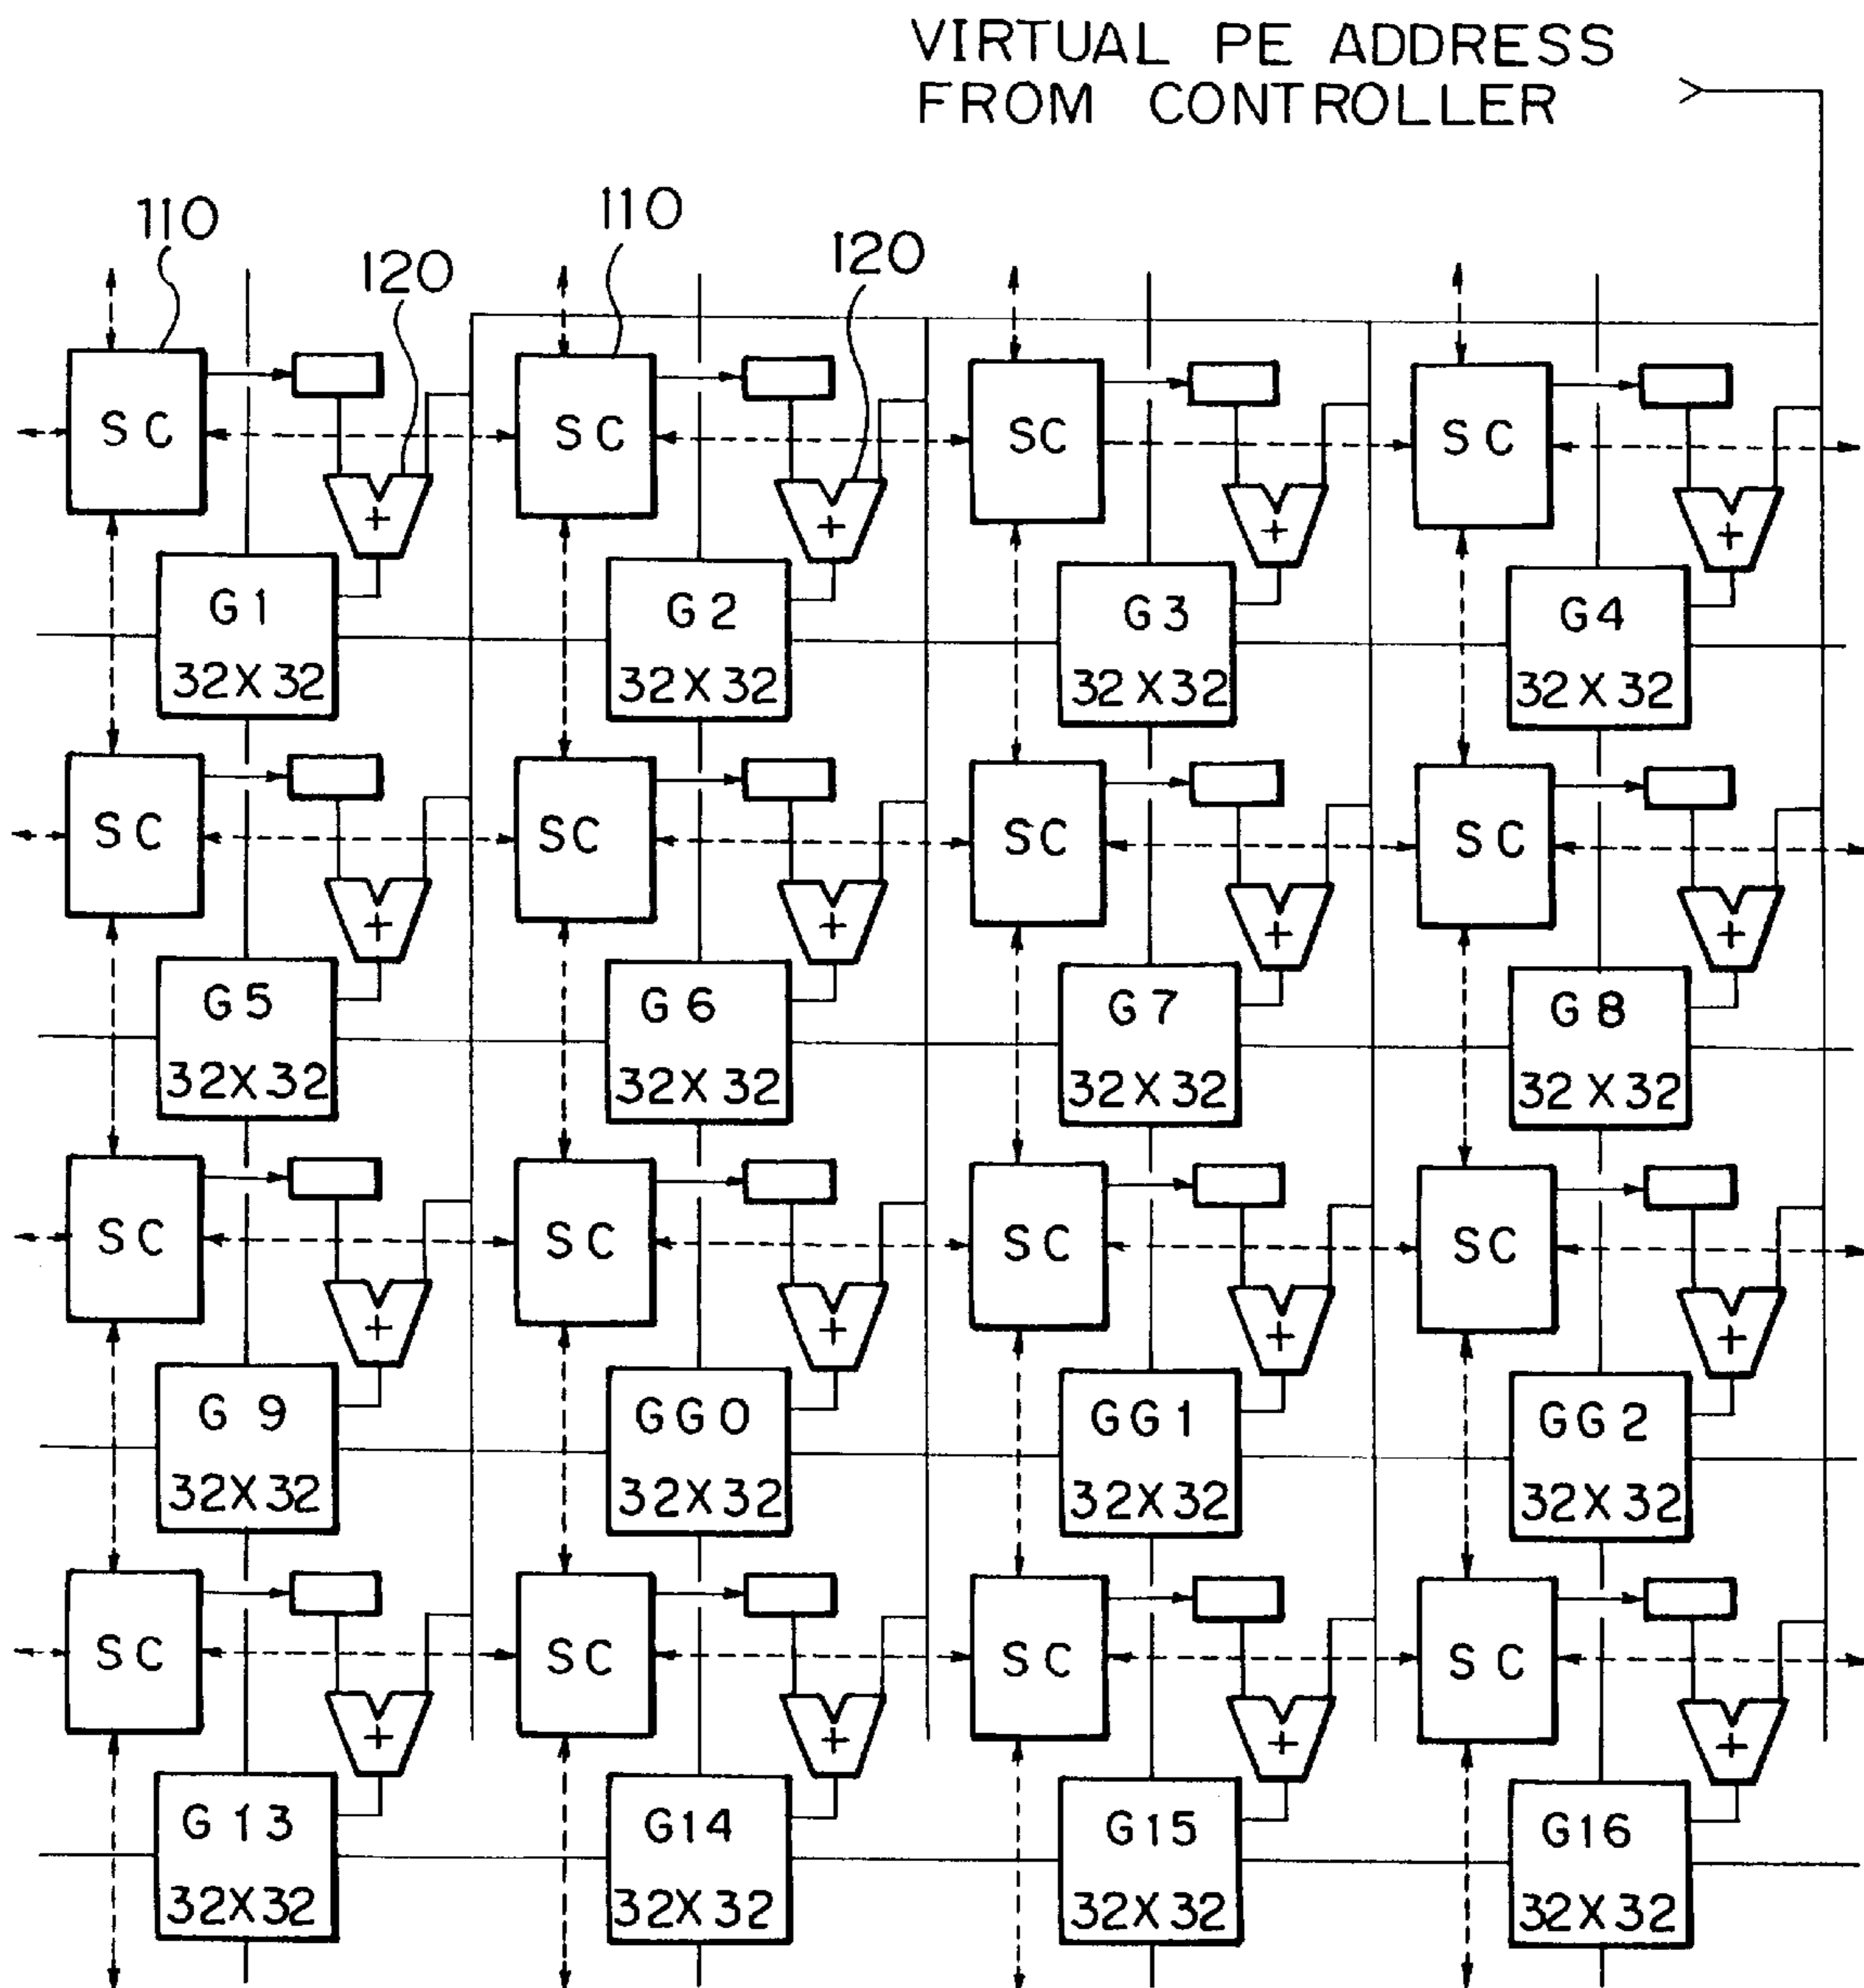 VIRTUAL PE ADDRESS
FROM CONTROLLER
110
120
110
120
SC
SC
SC
SC
+
+
+
+
G1
32X32
G2
32X32
G3
32X32
G4
32X32
SC
SC
SC
SC
+
+
+
+
G5
32X32
G6
32X32
G7
32X32
G8
32X32
SC
SC
SC
SC
+
+
+
+
G9
32X32
GG0
32X32
GG1
32X32
GG2
32X32
SC
SC
SC
SC
+
+
+
+
G13
32X32
G14
32X32
G15
32X32
G16
32X32